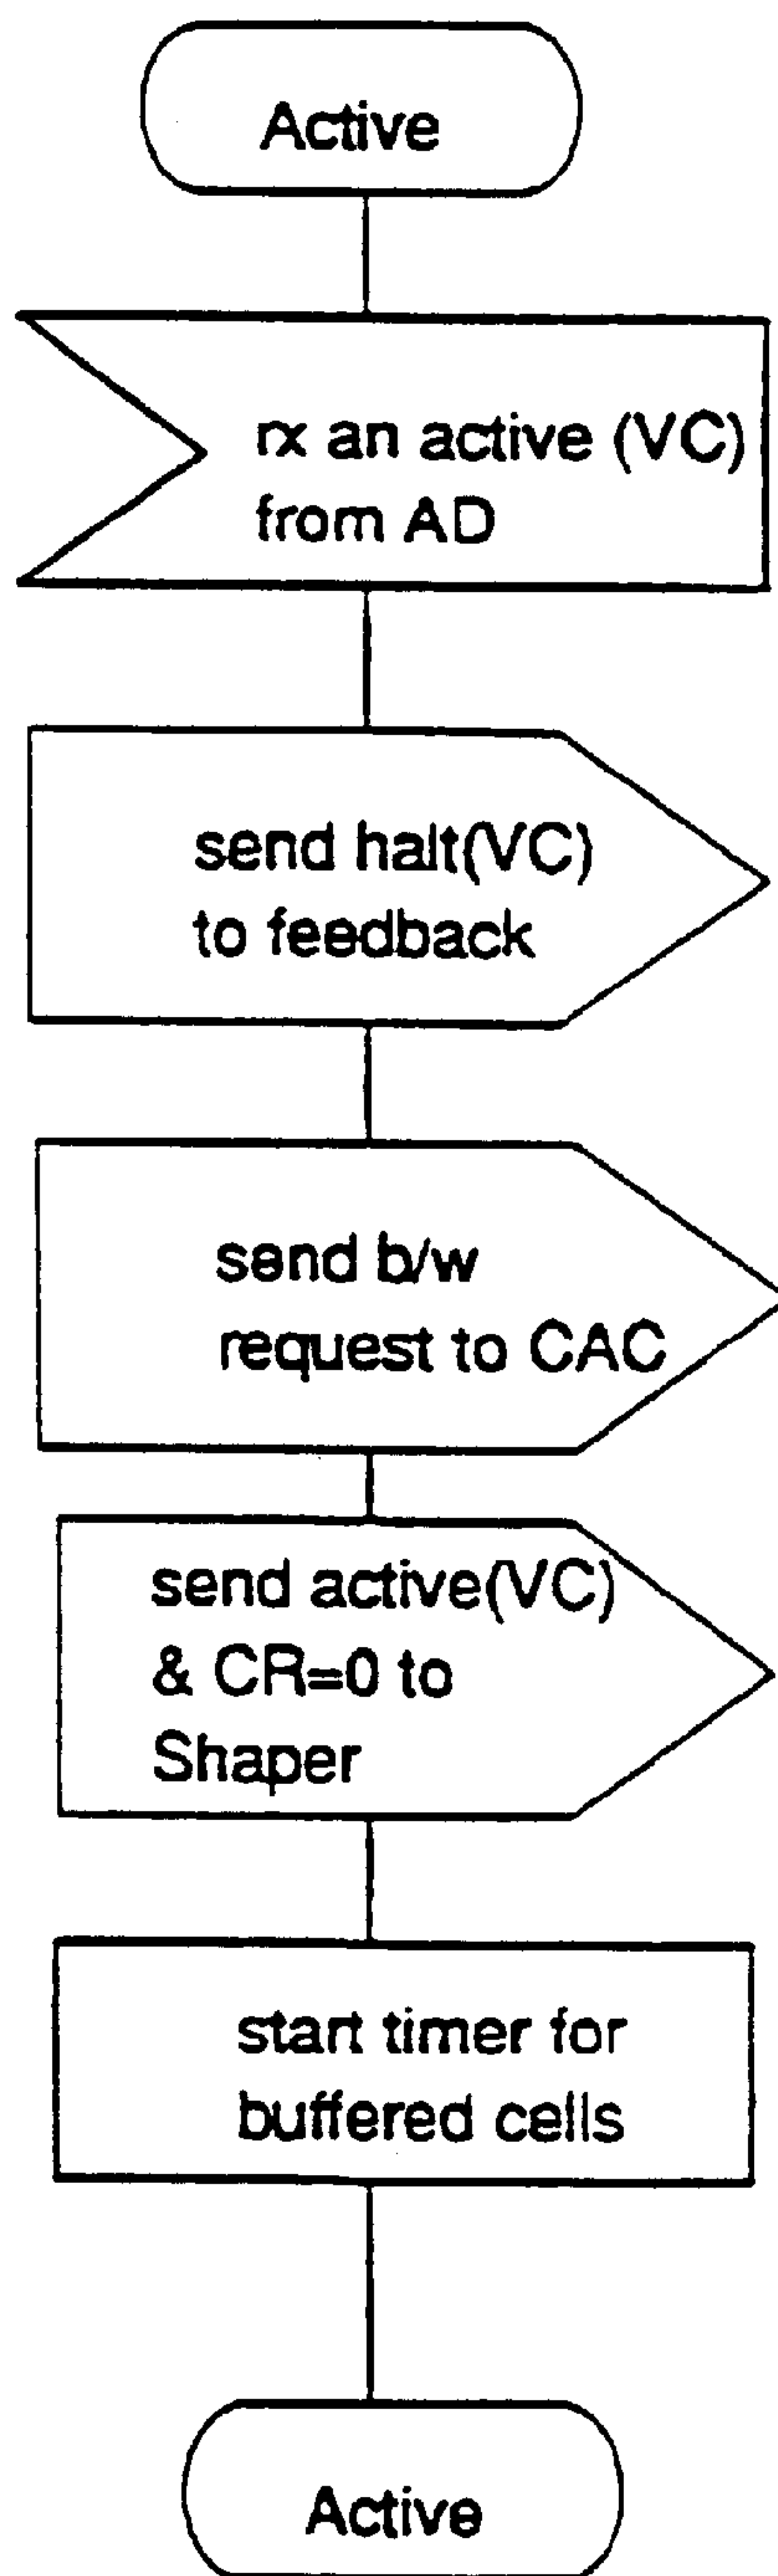 Active
rx an active (VC)
from AD
send halt(VC)
to feedback
send b/w
request to CAC
send active(VC)
& CR=0 to
Shaper
start timer for
buffered cells
Active